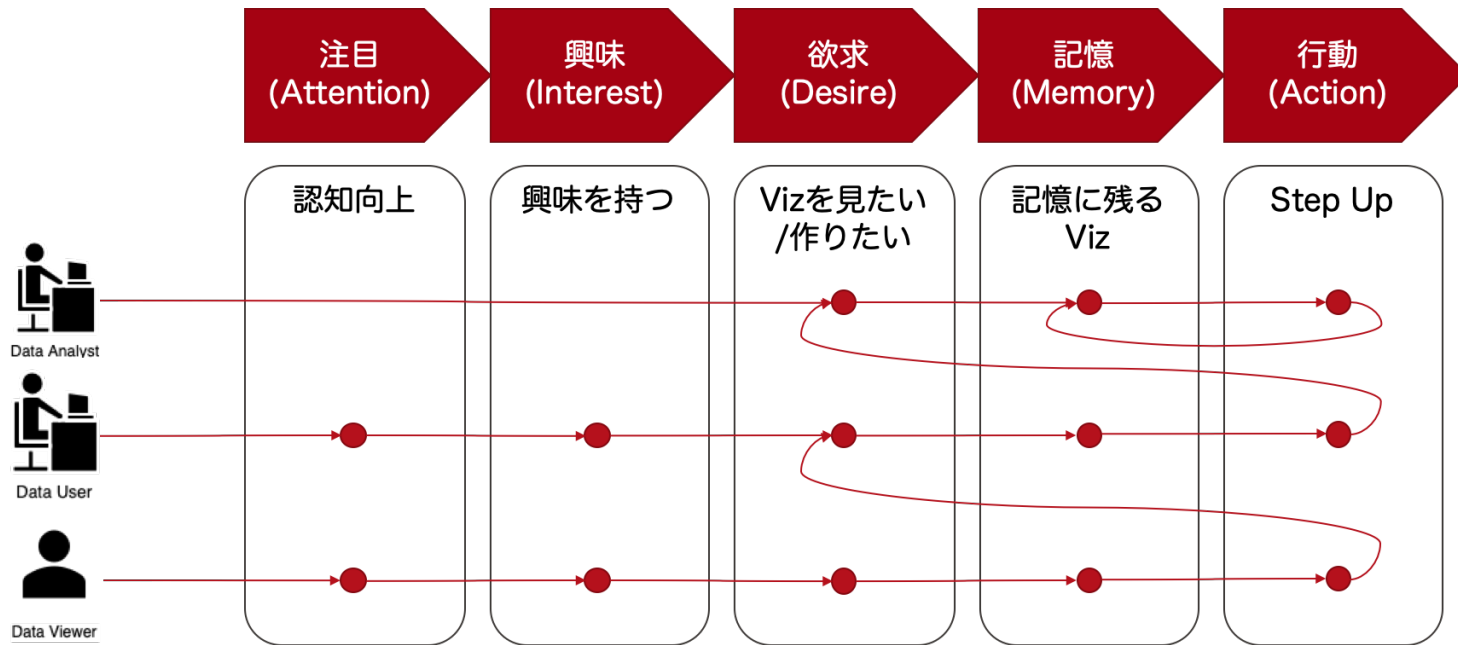 注目
(Attention)
興味
(Interest)
欲求
(Desire)
記憶
(Memory)
行動
(Action)
認知向上
興味を持つ
Vizを見たい
/作りたい
記憶に残る
Viz
Step Up
Data Analyst
Data User
Data Viewer